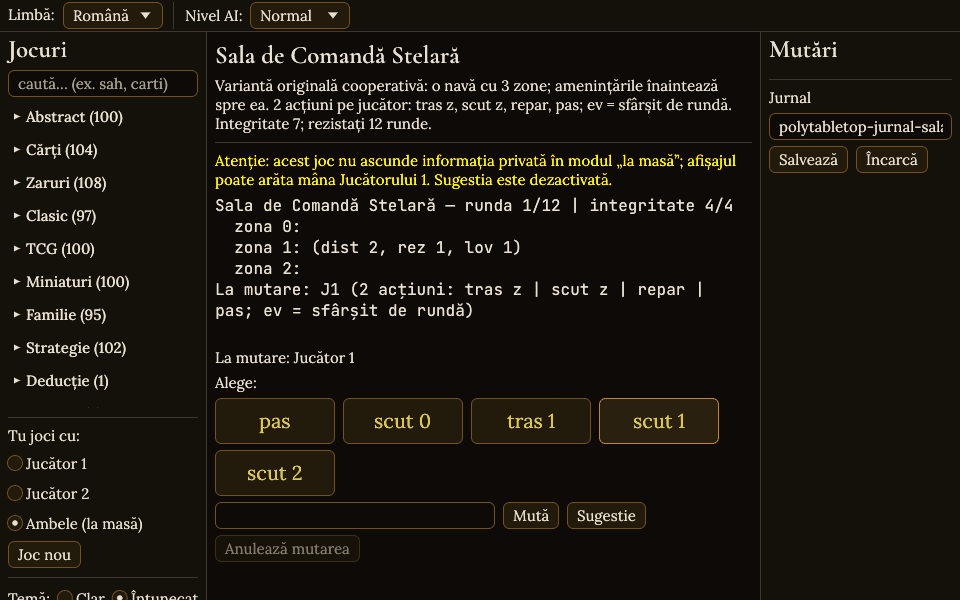 Limbă: Română Nivel AI: Normal
Jocuri
caută... (ex. sah, carti)
Abstract (100)
Cărți (104)
Zaruri (108)
Clasic (97)
TCG (100)
Miniaturi (100)
Familie (95)
Strategie (102)
Deducție (1)
Tu joci cu:
Jucător 1
Jucător 2
Ambele (la masă)
Joc nou
Temă: Clar Întunecat
Sala de Comandă Stelară
Variantă originală cooperativă: o navă cu 3 zone; amenințările înaintează
spre ea. 2 acțiuni pe jucător: tras z, scut z, repar, pas; ev = sfârșit de rundă.
Integritate 7; rezistați 12 runde.
Atenție: acest joc nu ascunde informația privată în modul „la masă”; afișajul
poate arăta mâna Jucătorului 1. Sugestia este dezactivată.
Sala de Comandă Stelară — runda 1/12 | integritate 4/4
zona 0:
zona 1: (dist 2, rez 1, lov 1)
zona 2:
La mutare: J1 (2 acțiuni: tras z | scut z | repar |
pas; ev = sfârșit de rundă)
La mutare: Jucător 1
Alege:
pas scut 0 tras 1 scut 1
scut 2
Mută Sugestie
Anulează mutarea
Mutări
Jurnal
polytabletop-jurnal-sala
Salvează Încarcă